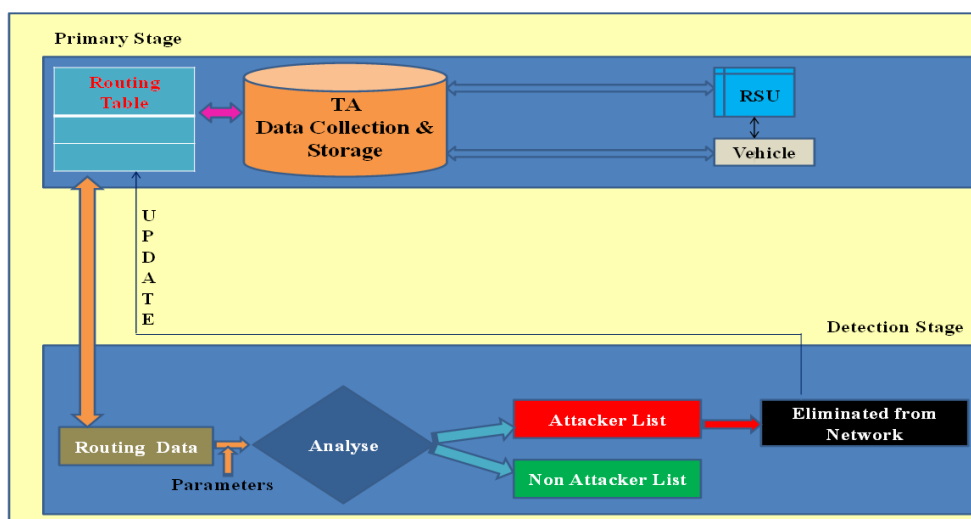 Primary Stage
Routing
Table
TA
Data Collection &
Storage
RSU
Vehicle
U
P
D
A
T
E
Detection Stage
Routing Data
Parameters
Analyse
Attacker List
Non Attacker List
Eliminated from
Network